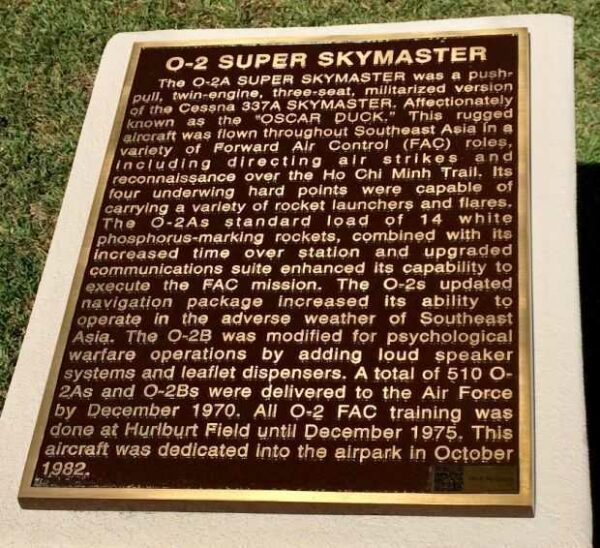 O-2 SUPER SKYMASTER
The O-2A SUPER SKYMASTER was a push-
pull, twin-engine, three-seat, militarized version
of the Cessna 337A SKYMASTER. Affectionately
known as the "OSCAR DUCK." This rugged
aircraft was flown throughout Southeast Asia in a
variety of Forward Air Control (FAC) roles,
including directing air strikes and
reconnaissance over the Ho Chi Minh Trail. Its
four underwing hard points were capable of
carrying a variety of rocket launchers and flares.
The O-2As standard load of 14 white
phosphorus-marking rockets, combined with its
increased time over station and upgraded
communications suite enhanced its capability to
execute the FAC mission. The O-2s updated
navigation package increased its ability to
operate in the adverse weather of Southeast
Asia. The O-2B was modified for psychological
warfare operations by adding loud speaker
systems and leaflet dispensers. A total of 510 O-
2As and O-2Bs were delivered to the Air Force
by December 1970. All O-2 FAC training was
done at Hurlburt Field until December 1975. This
aircraft was dedicated into the airpark in October
1982.